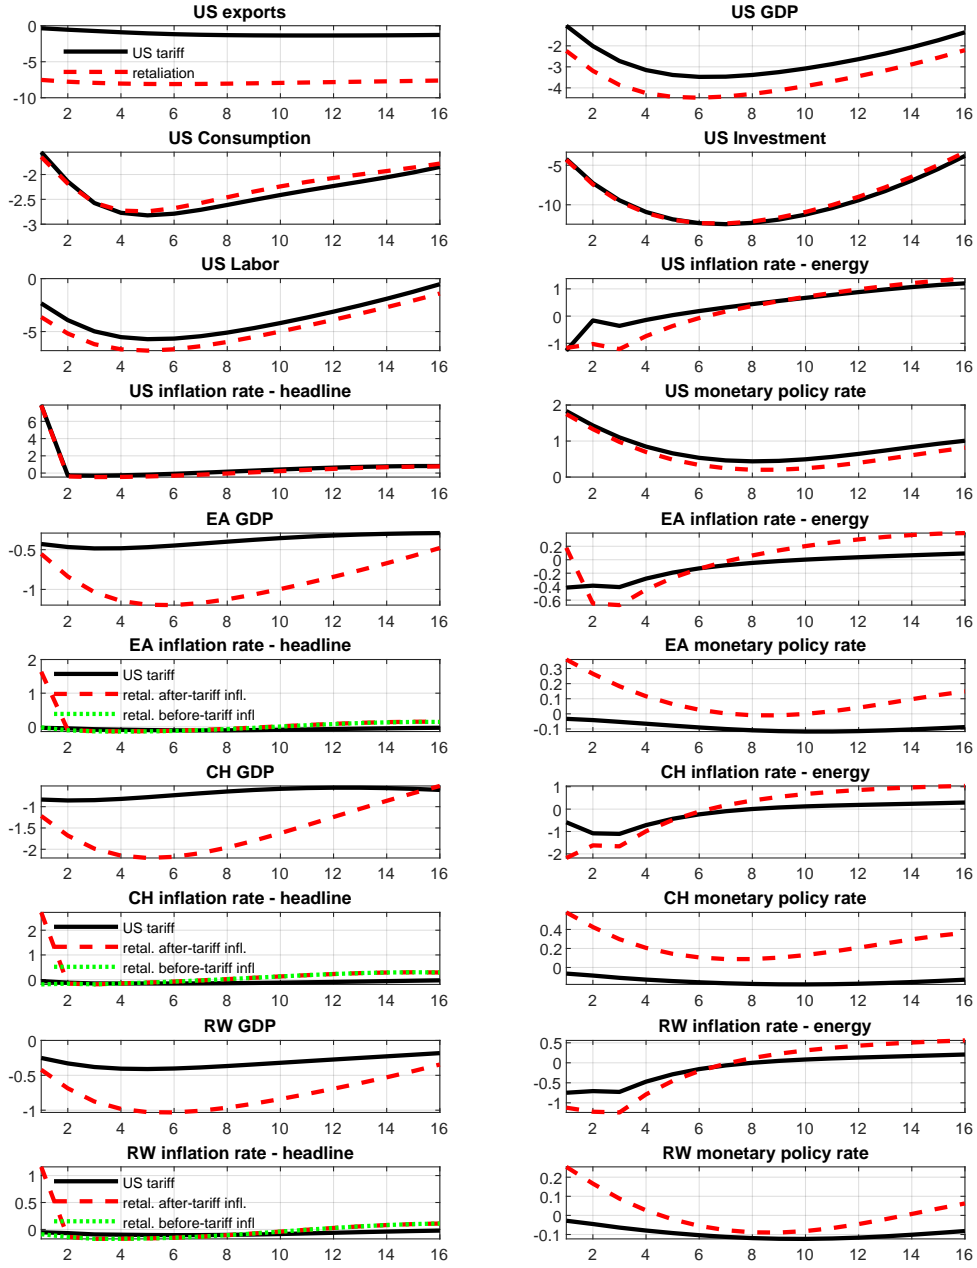 US exports
0
-5
-10
US tariff
retaliation
2 4 6 8 10 12 14 16
US GDP
-2
-3
-4
2 4 6 8 10 12 14 16
US Consumption
-2
-2.5
-3
2 4 6 8 10 12 14 16
US Investment
-5
-10
2 4 6 8 10 12 14 16
US Labor
0
-5
2 4 6 8 10 12 14 16
US inflation rate - energy
1
0
-1
2 4 6 8 10 12 14 16
US inflation rate - headline
6
4
2
0
2 4 6 8 10 12 14 16
US monetary policy rate
2
1
0
2 4 6 8 10 12 14 16
EA GDP
-0.5
-1
2 4 6 8 10 12 14 16
EA inflation rate - energy
0.2
0
-0.2
-0.4
-0.6
2 4 6 8 10 12 14 16
EA inflation rate - headline
2
1
0
US tariff
retal. after-tariff infl.
retal. before-tariff infl
2 4 6 8 10 12 14 16
EA monetary policy rate
0.3
0.2
0.1
0
-0.1
2 4 6 8 10 12 14 16
CH GDP
-1
-1.5
-2
2 4 6 8 10 12 14 16
CH inflation rate - energy
1
0
-1
-2
2 4 6 8 10 12 14 16
CH inflation rate - headline
2
1
0
US tariff
retal. after-tariff infl.
retal. before-tariff infl
2 4 6 8 10 12 14 16
CH monetary policy rate
0.4
0.2
0
2 4 6 8 10 12 14 16
RW GDP
0
-0.5
-1
2 4 6 8 10 12 14 16
RW inflation rate - energy
0.5
0
-0.5
-1
2 4 6 8 10 12 14 16
RW inflation rate - headline
1
0.5
0
US tariff
retal. after-tariff infl.
retal. before-tariff infl
2 4 6 8 10 12 14 16
RW monetary policy rate
0.2
0.1
0
-0.1
2 4 6 8 10 12 14 16